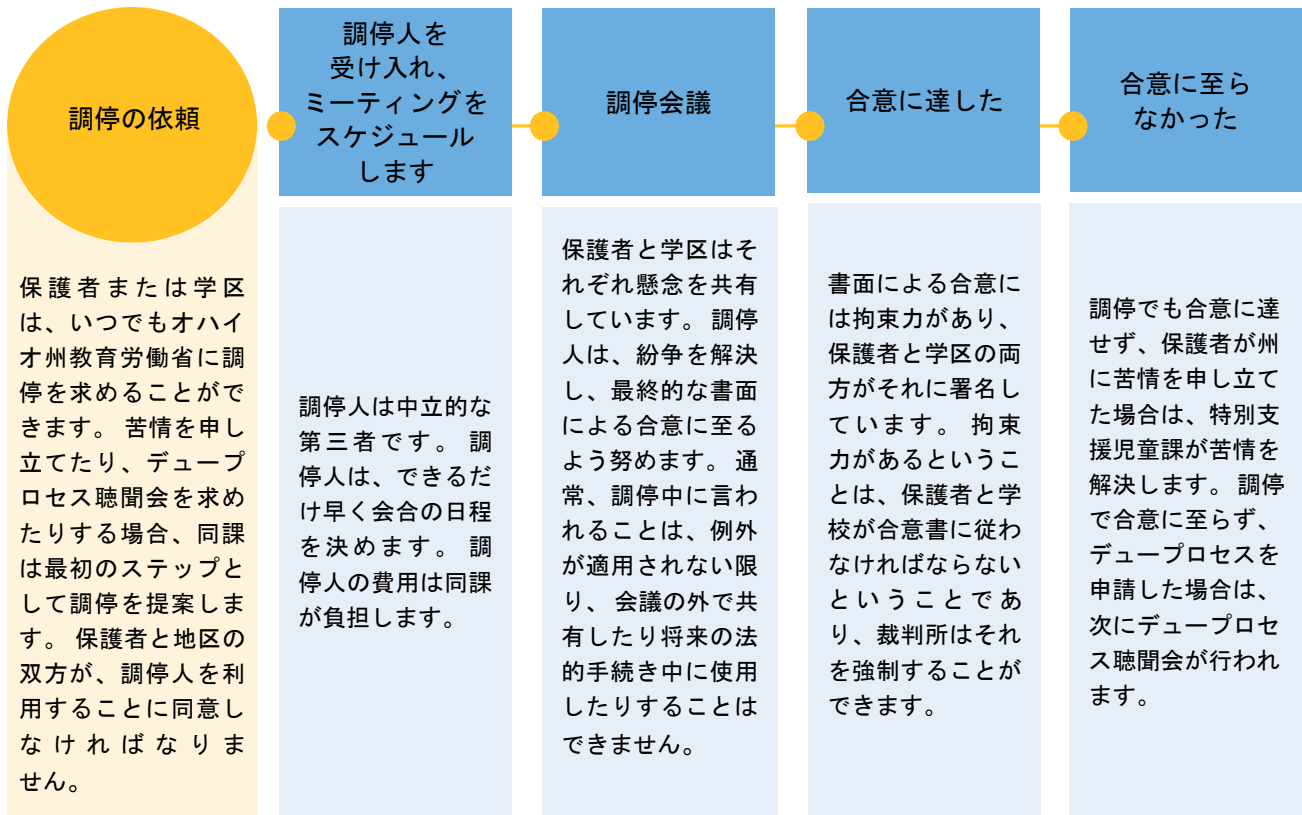 調停の依頼
保護者または学区
は、いつでもオハイ
オ州教育労働省に調
停を求めることがで
きます。 苦情を申し
立てたり、デュープ
ロセス聴聞会を求め
たりする場合、同課
は最初のステップと
して調停を提案しま
す。 保護者と地区の
双方が、調停人を利
用することに同意し
なければなりま
せん。
調停人を
受け入れ、
ミーティングを
スケジュール
します
調停人は中立的な
第三者です。 調
停人は、できるだ
け早く会合の日程
を決めます。 調
停人の費用は同課
が負担します。
調停会議
保護者と学区はそ
れぞれ懸念を共有
しています。 調停
人は、紛争を解決
し、最終的な書面
による合意に至る
よう努めます。 通
常、調停中に言わ
れることは、例外
が適用されない限
り、 会議の外で共
有したり将来の法
的手続き中に使用
したりすることは
できません。
合意に達した
書面による合意に
は拘束力があり、
保護者と学区の両
方がそれに署名し
ています。 拘束
力があるというこ
とは、保護者と学
校が合意書に従わ
なければならない
ということであ
り、裁判所はそれ
を強制することが
できます。
合意に至ら
なかった
調停でも合意に達
せず、保護者が州
に苦情を申し立て
た場合は、特別支
援児童課が苦情を
解決します。 調停
で合意に至らず、
デュープロセスを
申請した場合は、
次にデュープロセ
ス聴聞会が行われ
ます。